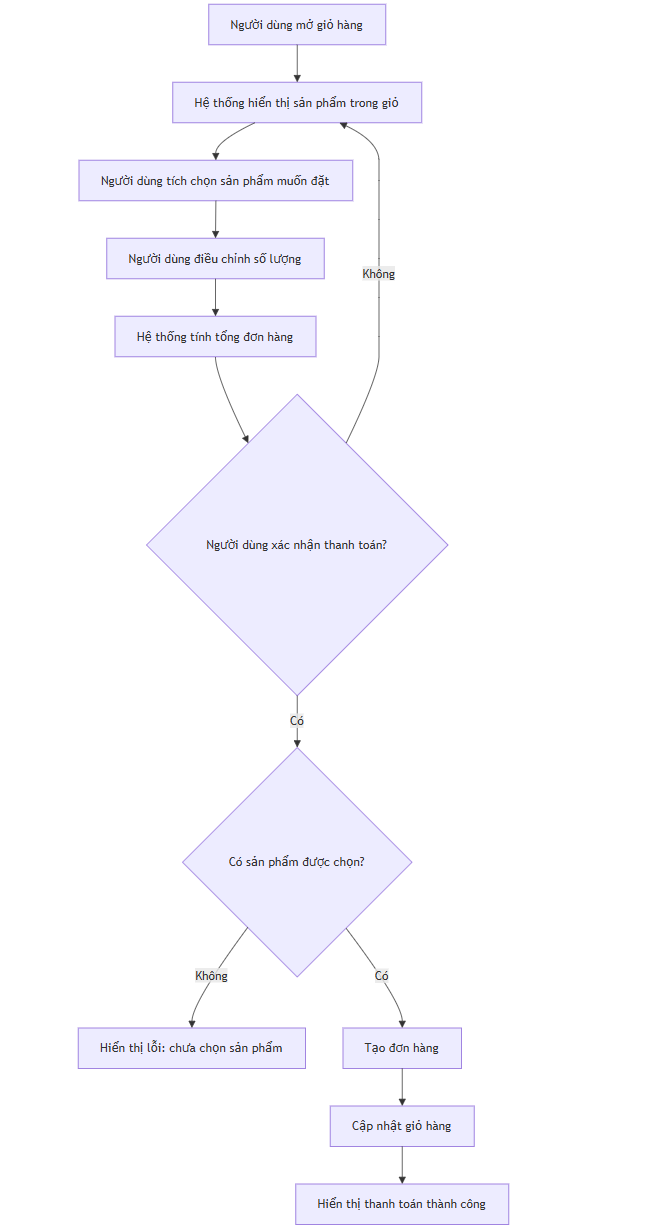 Người dùng mở giỏ hàng
Hệ thống hiển thị sản phẩm trong giỏ
Người dùng tích chọn sản phẩm muốn đặt
Người dùng điều chỉnh số lượng
Không
Hệ thống tính tổng đơn hàng
Người dùng xác nhận thanh toán?
Có
Có sản phẩm được chọn?
Không
Có
Hiển thị lỗi: chưa chọn sản phẩm
Tạo đơn hàng
Cập nhật giỏ hàng
Hiển thị thanh toán thành công